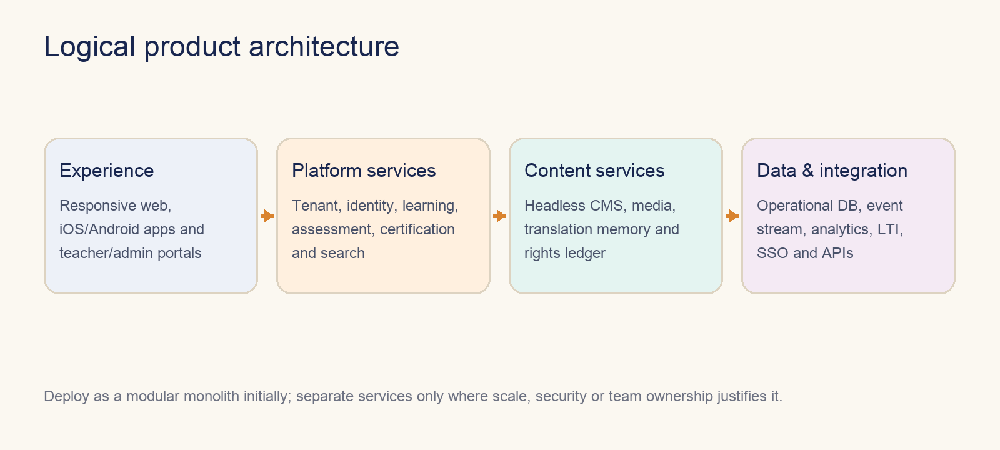 Logical product architecture
Experience
Responsive web,
iOS/Android apps and
teacher/admin portals
Platform services
Tenant, identity, learning,
assessment, certification
and search
Content services
Headless CMS, media,
translation memory and
rights ledger
Data & integration
Operational DB, event
stream, analytics, LTI,
SSO and APIs
Deploy as a modular monolith initially; separate services only where scale, security or team ownership justifies it.